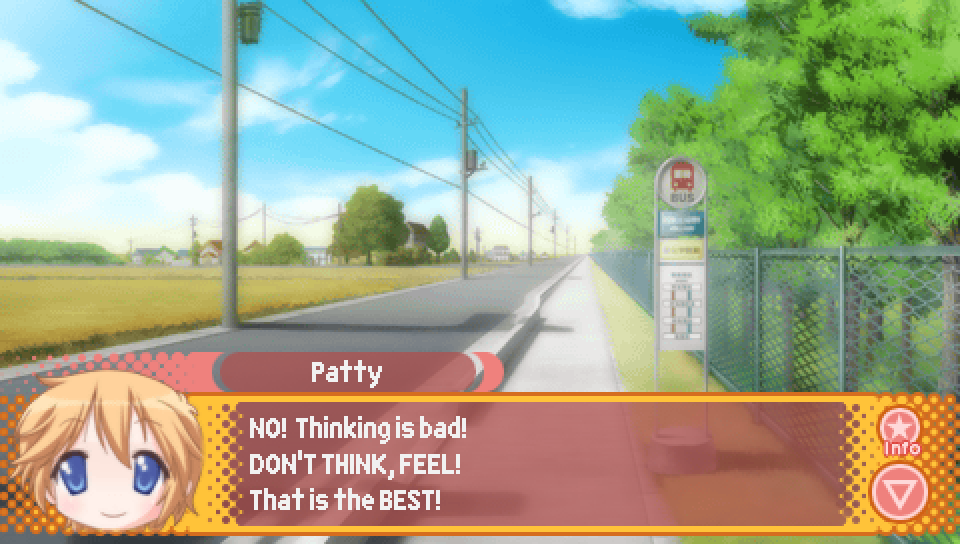 BUS
Patty
NO! Thinking is bad!
DON'T THINK, FEEL!
That is the BEST!
Info